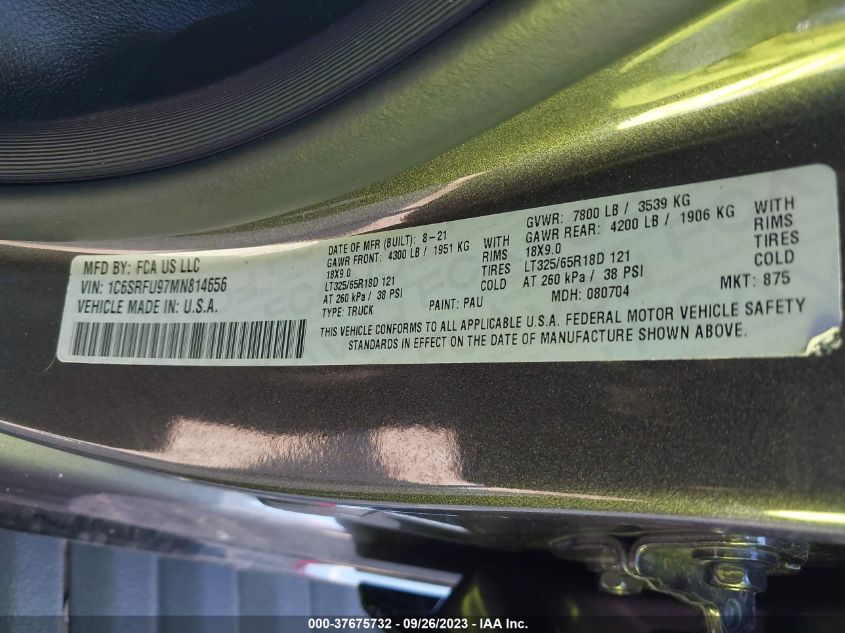 MFD BY: FCA US LLC
VIN: 1C6SRFU97MN814656
VEHICLE MADE IN U.S.A.
DATE OF MFR (BUILT): 8-21
GAWR FRONT: 4300 LB / 1951 KG WITH
18X9.0 RIMS
LT325/65R18D 121 TIRES
AT 260 kPa / 38 PSI COLD
TYPE: TRUCK PAINT: PAU
GVWR: 7800 LB / 3539 KG
GAWR REAR: 4200 LB / 1906 KG WITH
18X9.0 RIMS
LT325/65R18D 121 TIRES
AT 260 kPa / 38 PSI COLD
MDH: 080704 MKT: 875
THIS VEHICLE CONFORMS TO ALL APPLICABLE U.S.A. FEDERAL MOTOR VEHICLE SAFETY
STANDARDS IN EFFECT ON THE DATE OF MANUFACTURE SHOWN ABOVE.
000-37675732 - 09/26/2023 - IAA Inc.